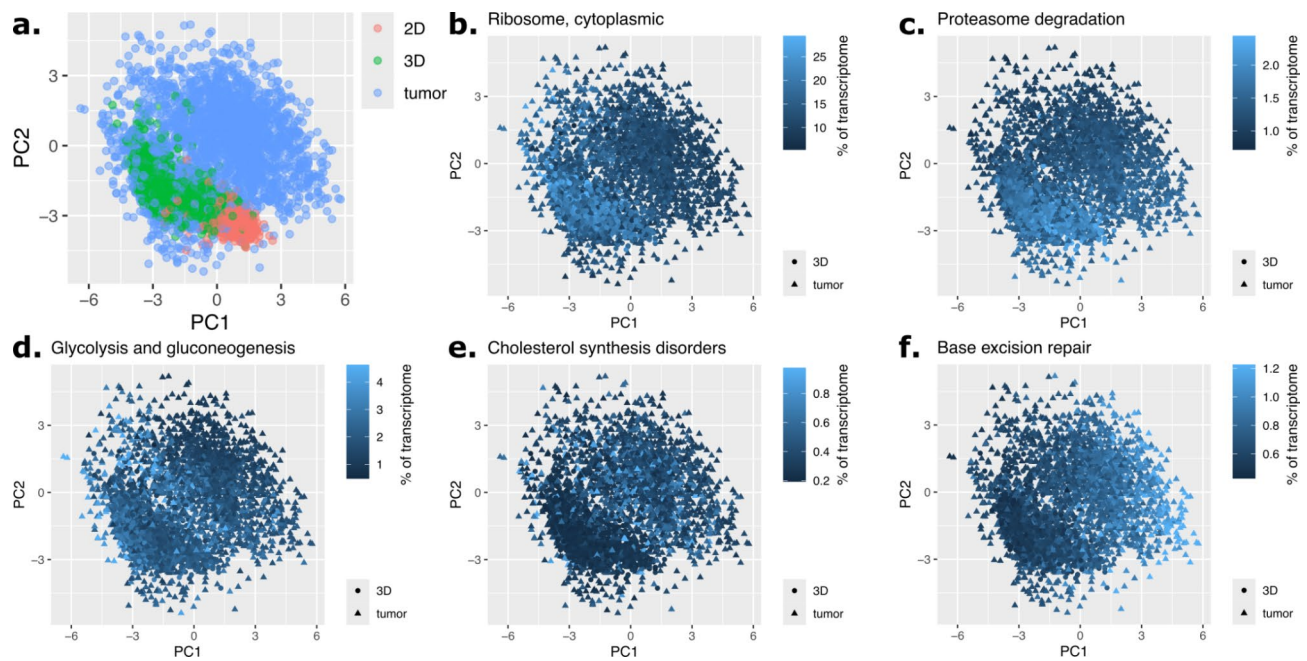 a.
2D
3D
tumor
PC2
3
0
−3
−6
−3
0
3
6
PC1
b. Ribosome, cytoplasmic
PC2
3
0
−3
−6
−3
0
3
6
PC1
25
20
15
10
% of transcriptome
3D
tumor
c. Proteasome degradation
PC2
3
0
−3
−6
−3
0
3
6
PC1
2.0
1.5
1.0
% of transcriptome
3D
tumor
d. Glycolysis and gluconeogenesis
PC2
3
0
−3
−6
−3
0
3
6
PC1
4
3
2
1
% of transcriptome
3D
tumor
e. Cholesterol synthesis disorders
PC2
3
0
−3
−6
−3
0
3
6
PC1
0.8
0.6
0.4
0.2
% of transcriptome
3D
tumor
f. Base excision repair
PC2
3
0
−3
−6
−3
0
3
6
PC1
1.2
1.0
0.8
0.6
% of transcriptome
3D
tumor